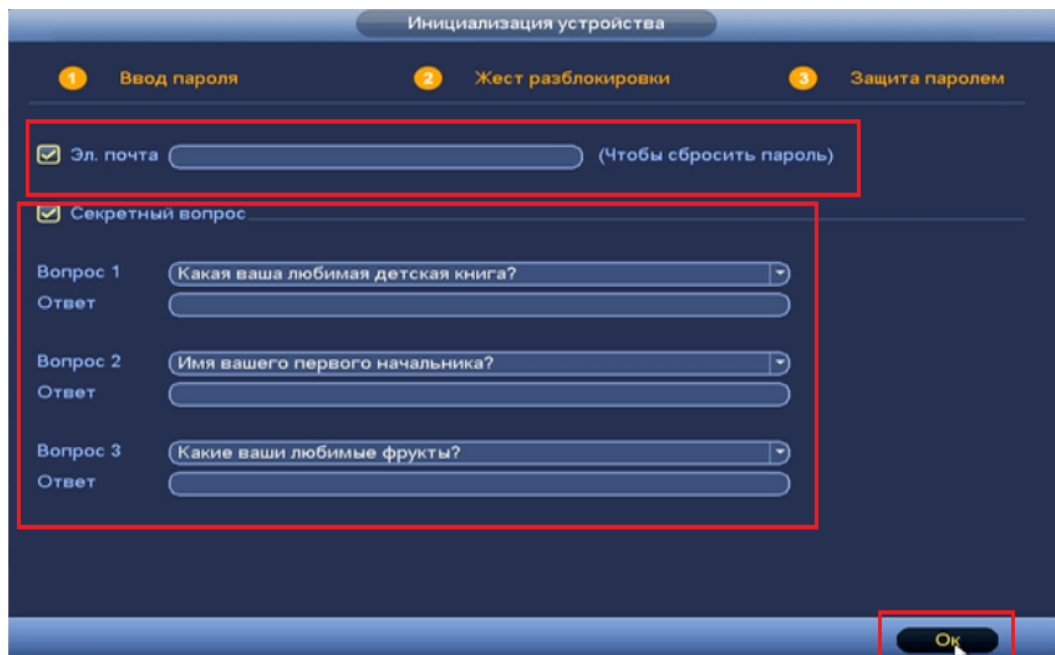 Инициализация устройства
1 Ввод пароля 2 Жест разблокировки 3 Защита паролем
Эл. почта (Чтобы сбросить пароль)
Секретный вопрос
Вопрос 1 Какая ваша любимая детская книга?
Ответ
Вопрос 2 Имя вашего первого начальника?
Ответ
Вопрос 3 Какие ваши любимые фрукты?
Ответ
Ок